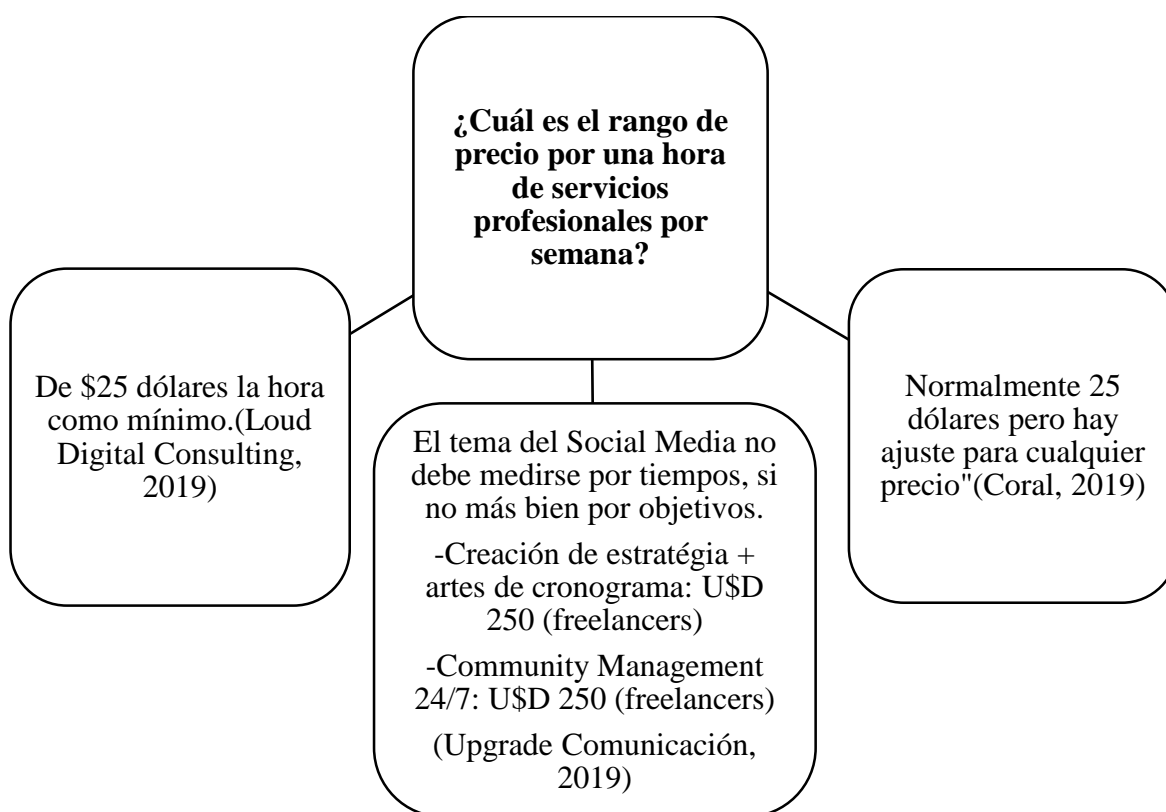 ¿Cuál es el rango de
precio por una hora
de servicios
profesionales por
semana?
De $25 dólares la hora
como mínimo.(Loud
Digital Consulting,
2019)
El tema del Social Media no
debe medirse por tiempos, si
no más bien por objetivos.
-Creación de estratégia +
artes de cronograma: U$D
250 (freelancers)
-Community Management
24/7: U$D 250 (freelancers)
(Upgrade Comunicación,
2019)
Normalmente 25
dólares pero hay
ajuste para cualquier
precio"(Coral, 2019)